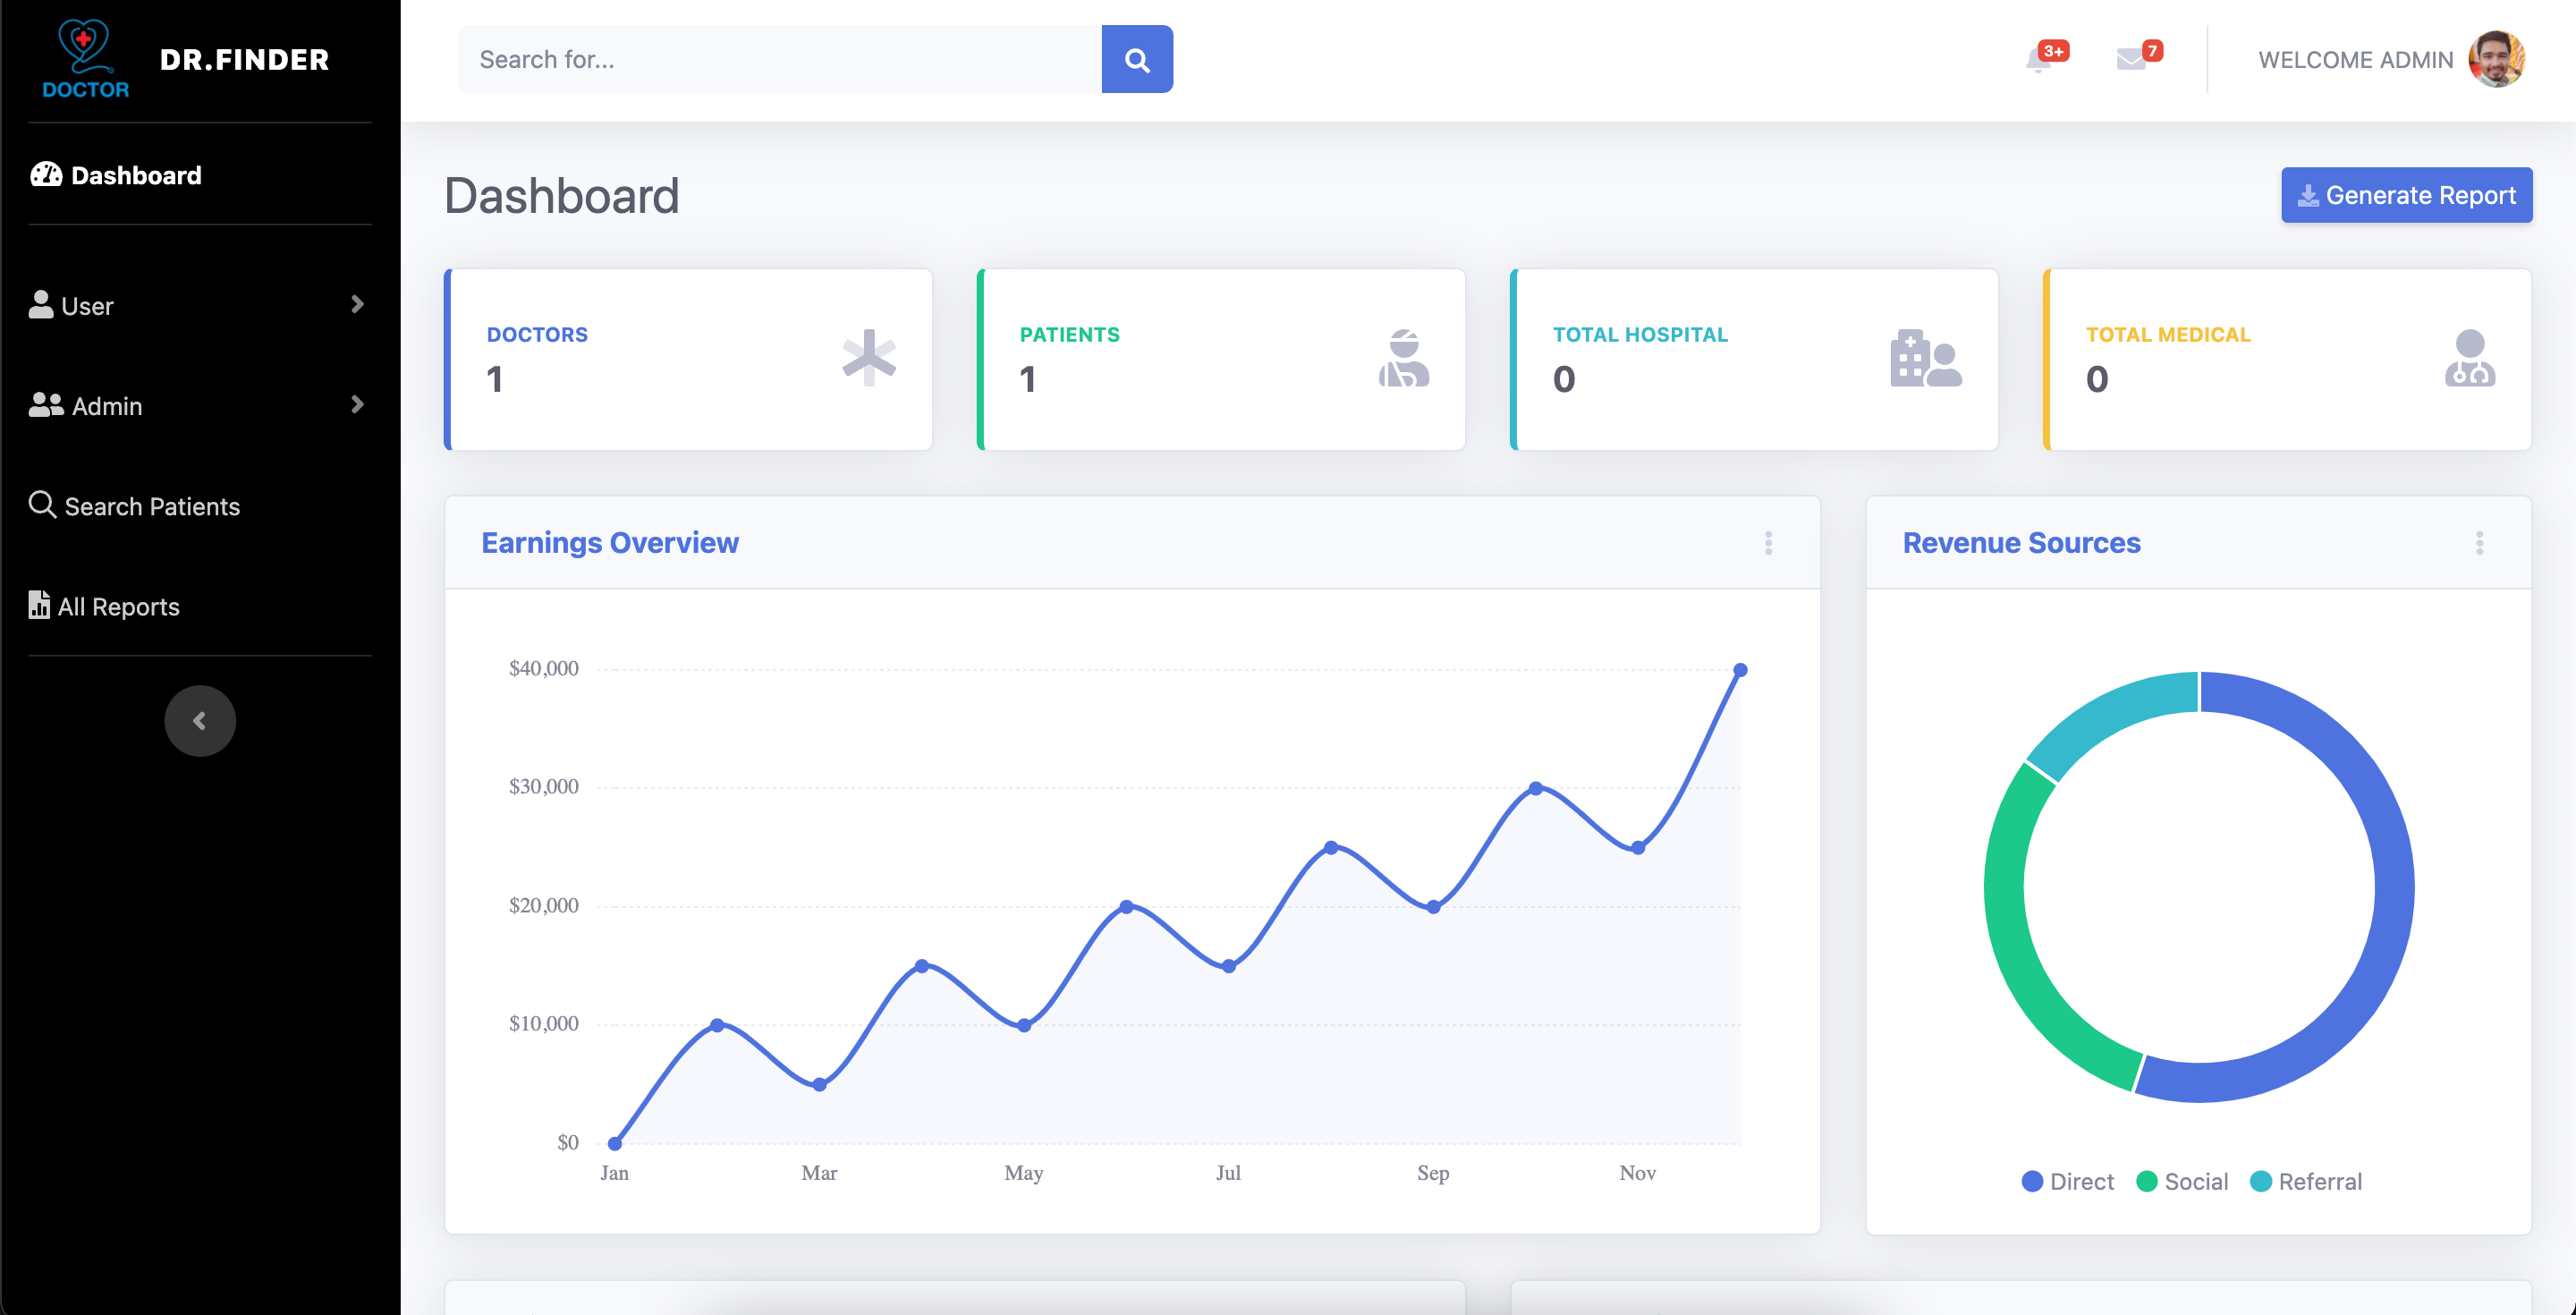 DOCTOR
DR.FINDER
Dashboard
User
Admin
Search Patients
All Reports
Search for...
3+
7
WELCOME ADMIN
Dashboard
Generate Report
DOCTORS
1
PATIENTS
1
TOTAL HOSPITAL
0
TOTAL MEDICAL
0
Earnings Overview
$40,000
$30,000
$20,000
$10,000
$0
Jan Mar May Jul Sep Nov
Revenue Sources
Direct Social Referral